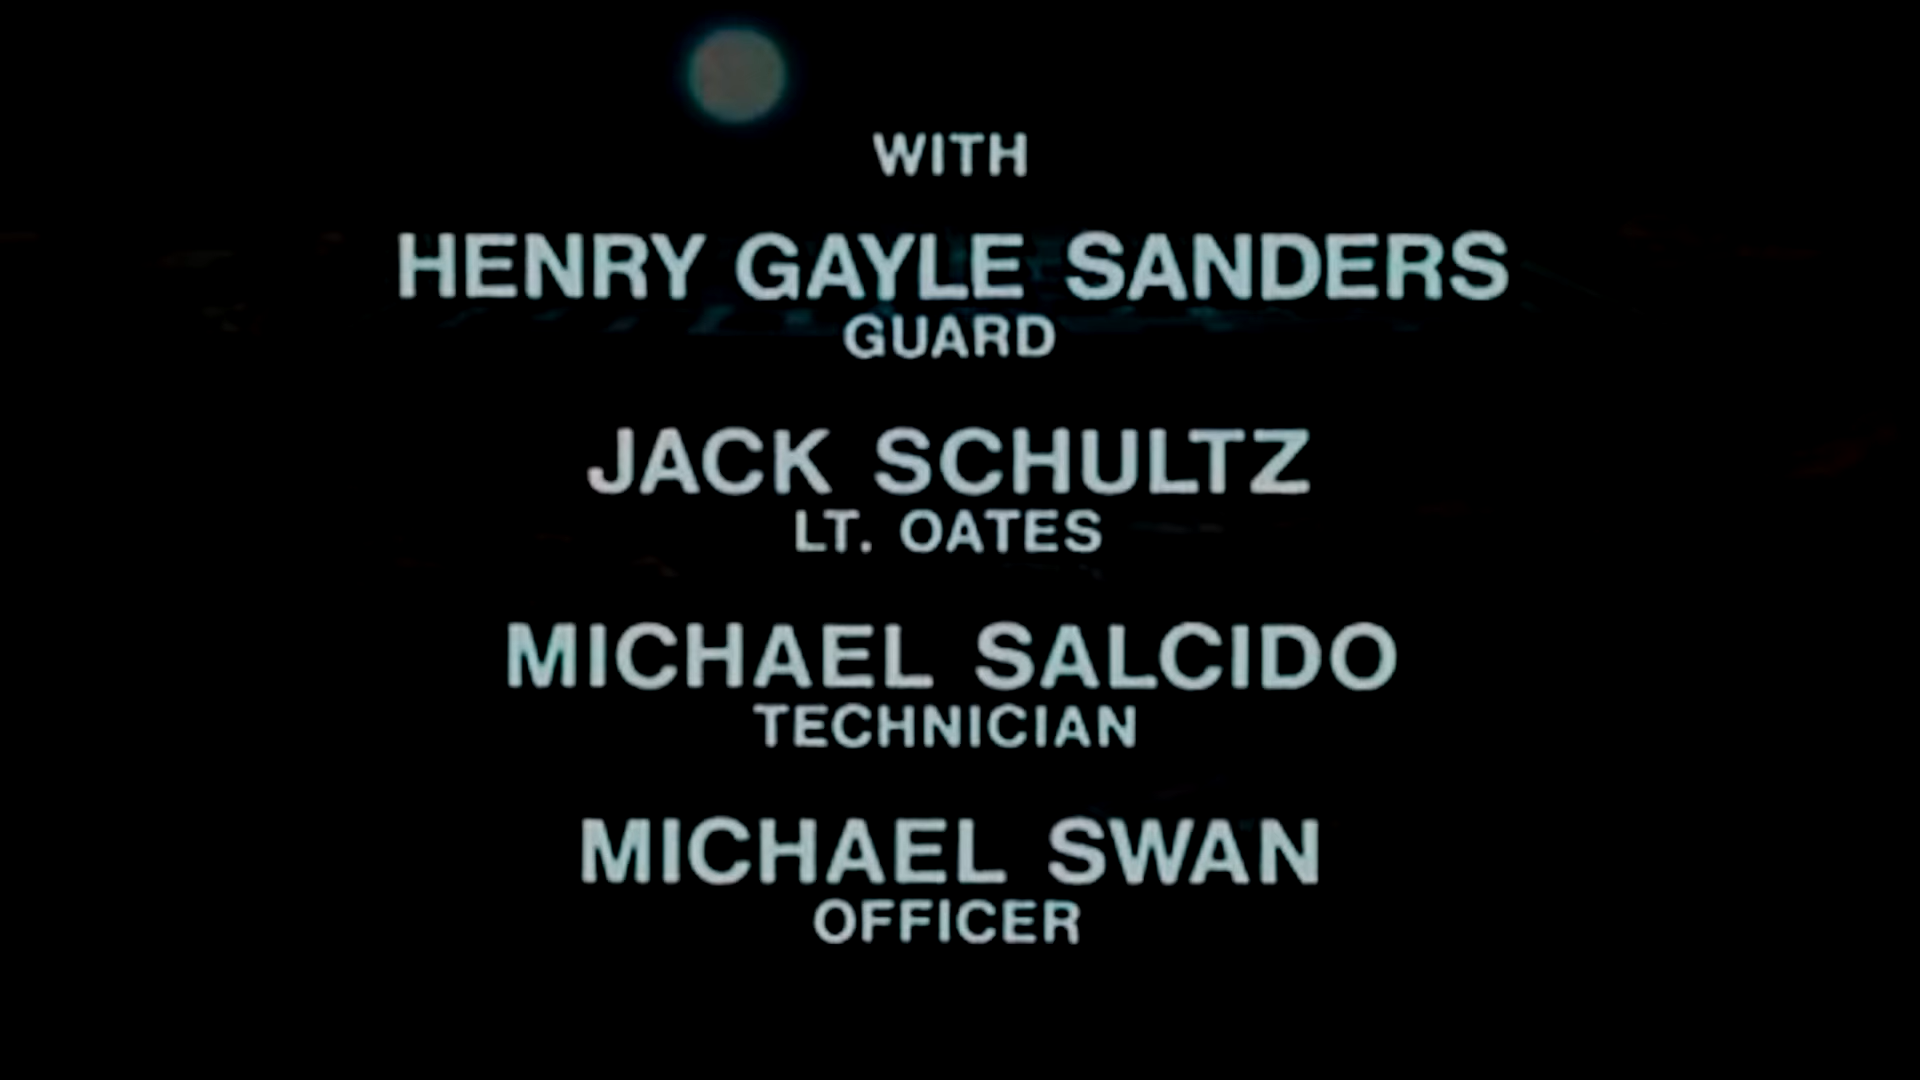 WITH
HENRY GAYLE SANDERS
GUARD
JACK SCHULTZ
LT. OATES
MICHAEL SALCIDO
TECHNICIAN
MICHAEL SWAN
OFFICER